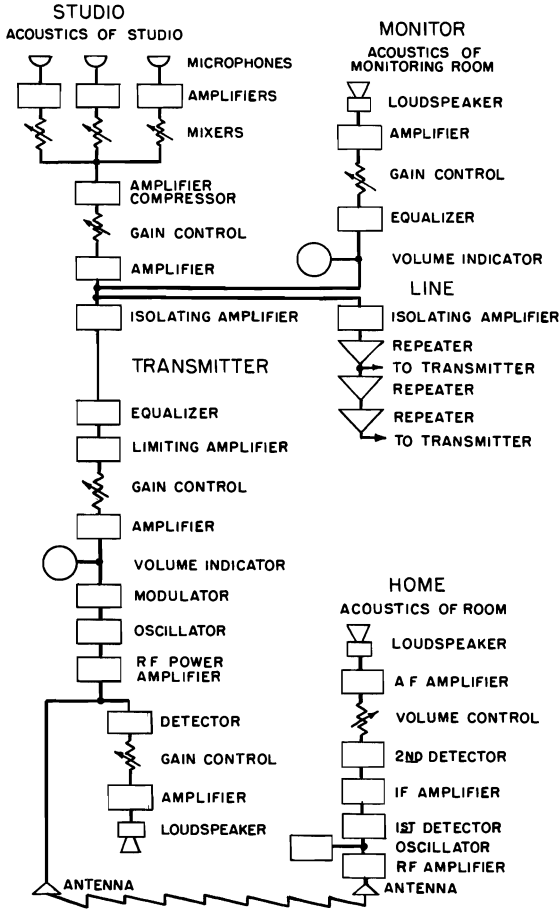 STUDIO
ACOUSTICS OF STUDIO
MICROPHONES
AMPLIFIERS
MIXERS
AMPLIFIER
COMPRESSOR
GAIN CONTROL
AMPLIFIER
ISOLATING AMPLIFIER
MONITOR
ACOUSTICS OF
MONITORING ROOM
LOUDSPEAKER
AMPLIFIER
GAIN CONTROL
EQUALIZER
VOLUME INDICATOR
LINE
ISOLATING AMPLIFIER
REPEATER
TO TRANSMITTER
REPEATER
REPEATER
TO TRANSMITTER
TRANSMITTER
EQUALIZER
LIMITING AMPLIFIER
GAIN CONTROL
AMPLIFIER
VOLUME INDICATOR
MODULATOR
OSCILLATOR
RF POWER
AMPLIFIER
DETECTOR
GAIN CONTROL
AMPLIFIER
LOUDSPEAKER
ANTENNA
HOME
ACOUSTICS OF ROOM
LOUDSPEAKER
AF AMPLIFIER
VOLUME CONTROL
2ND DETECTOR
IF AMPLIFIER
1ST DETECTOR
OSCILLATOR
RF AMPLIFIER
ANTENNA